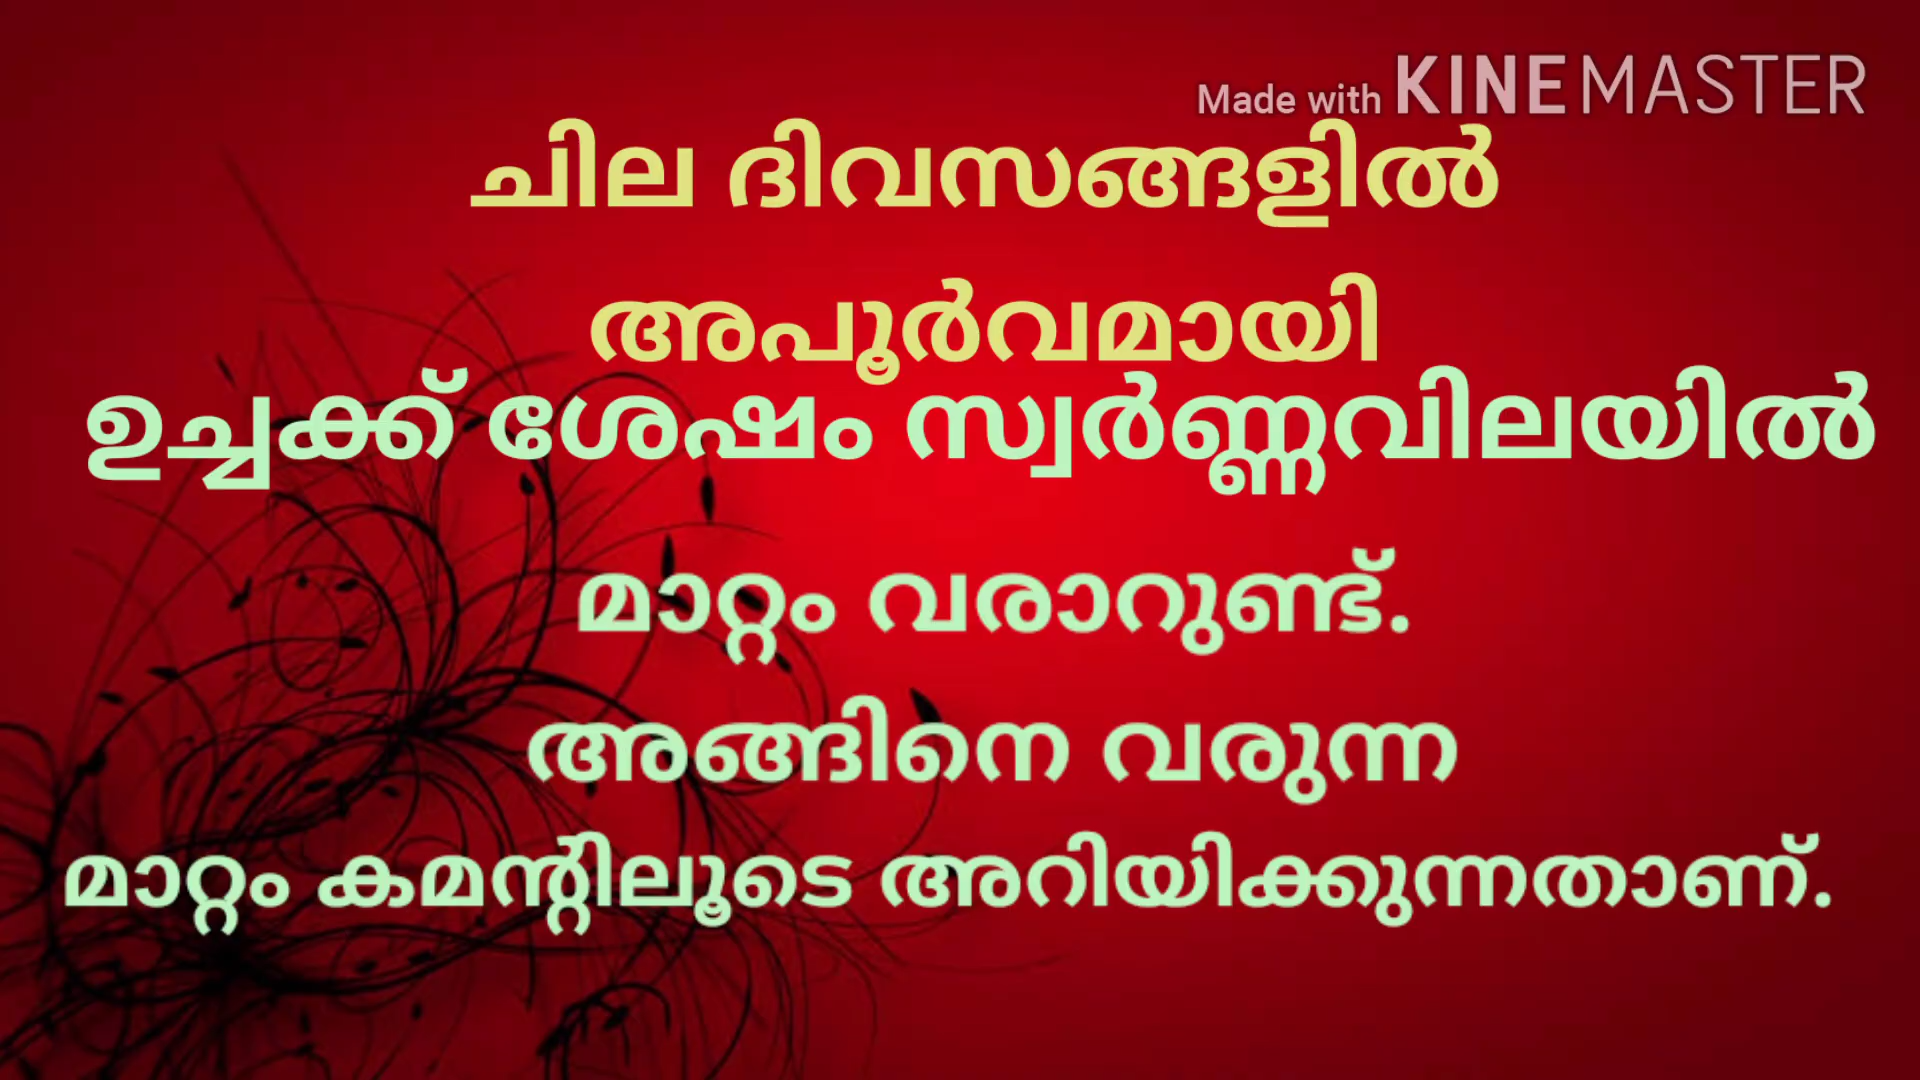 Made with KINEMASTER
ചില ദിവസങ്ങളിൽ
അപൂർവമായി
ഉച്ചക്ക് ശേഷം സ്വർണ്ണവിലയിൽ
മാറ്റം വരാറുണ്ട്.
അങ്ങിനെ വരുന്ന
മാറ്റം കമന്റിലൂടെ അറിയിക്കുന്നതാണ്.